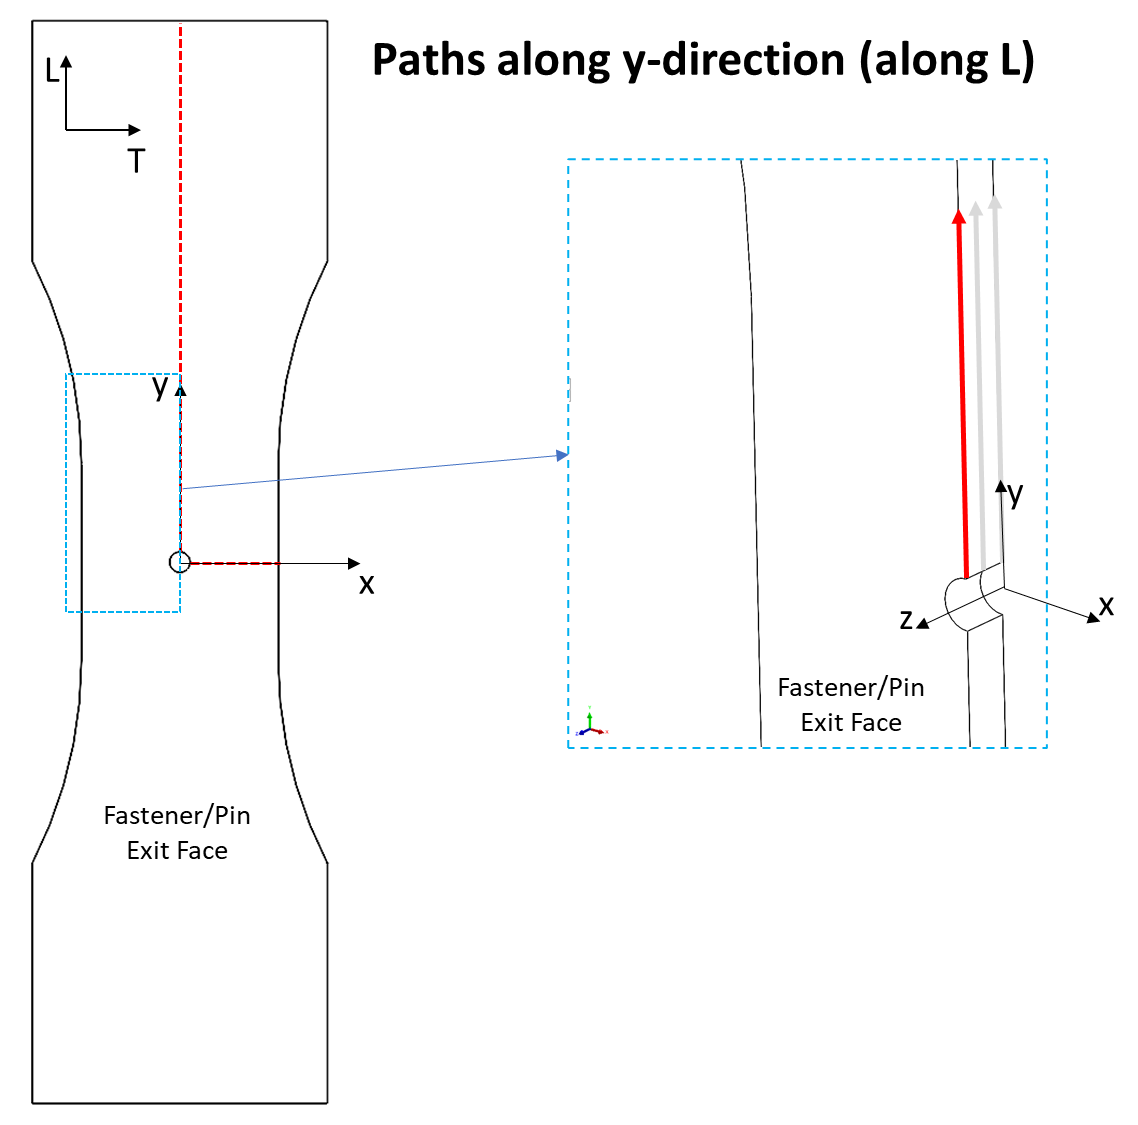 Paths along y-direction (along L)
L
T
y
x
y
x
z
Fastener/Pin
Exit Face
Fastener/Pin
Exit Face